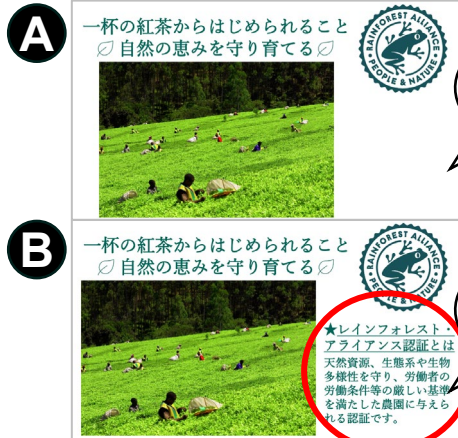 A
一杯の紅茶からはじめられること
自然の恵みを守り育てる
RAINFOREST ALLIANCE
PEOPLE & NATURE
B
一杯の紅茶からはじめられること
自然の恵みを守り育てる
RAINFOREST ALLIANCE
PEOPLE & NATURE
★レインフォレスト・
アライアンス認証とは
天然資源、生態系や生物
多様性を守り、労働者の
労働条件等の厳しい基準
を満たした農園に与えら
れる認証です。